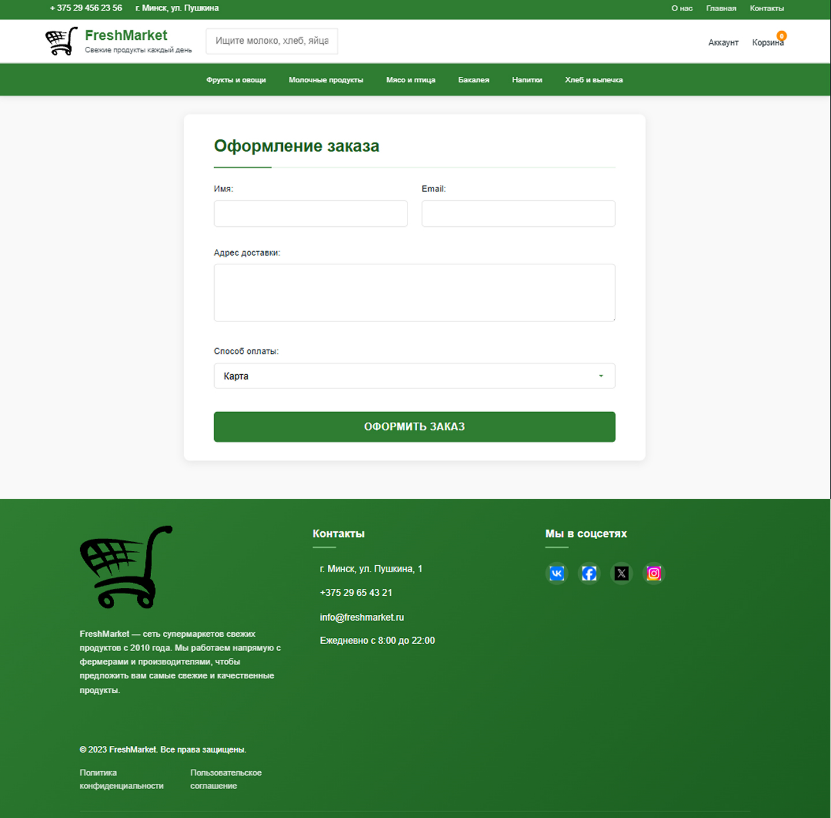 + 375 29 456 23 56 г. Минск, ул. Пушкина О нас Главная Контакты
FreshMarket
Свежие продукты каждый день
Ищите молоко, хлеб, яйца
Аккаунт Корзина 0
Фрукты и овощи Молочные продукты Мясо и птица Бакалея Напитки Хлеб и выпечка
Оформление заказа
Имя: Email:
Адрес доставки:
Способ оплаты:
Карта
ОФОРМИТЬ ЗАКАЗ
FreshMarket — сеть супермаркетов свежих
продуктов с 2010 года. Мы работаем напрямую с
фермерами и производителями, чтобы
предложить вам самые свежие и качественные
продукты.
Контакты
г. Минск, ул. Пушкина, 1
+375 29 65 43 21
info@freshmarket.ru
Ежедневно с 8:00 до 22:00
Мы в соцсетях
© 2023 FreshMarket. Все права защищены.
Политика
конфиденциальности
Пользовательское
соглашение